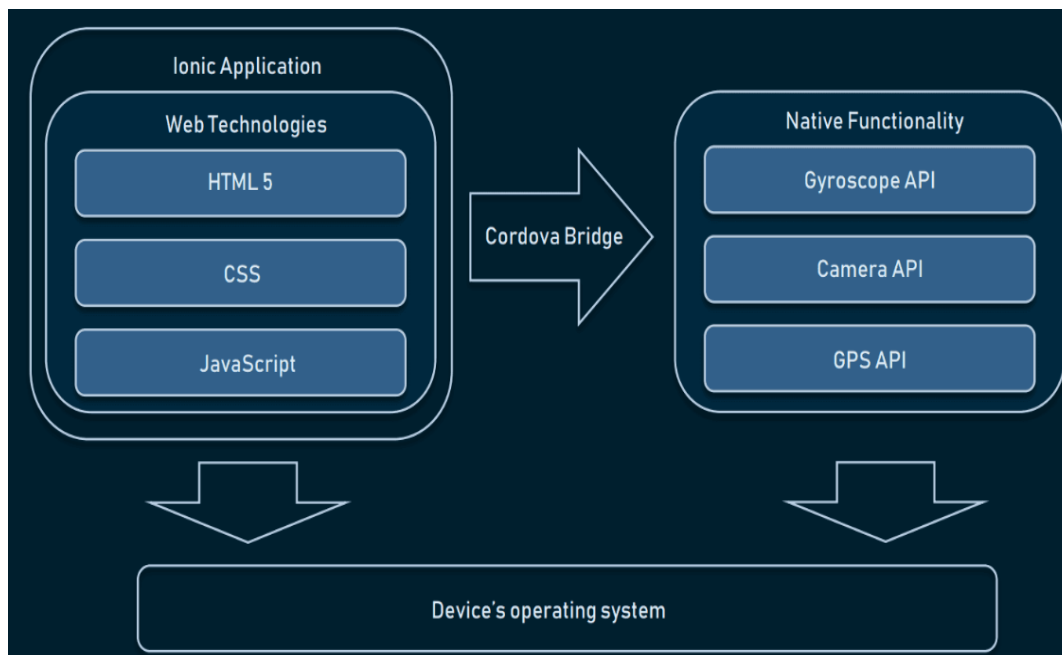 Ionic Application
Web Technologies
HTML 5
CSS
JavaScript
Cordova Bridge
Native Functionality
Gyroscope API
Camera API
GPS API
Device's operating system